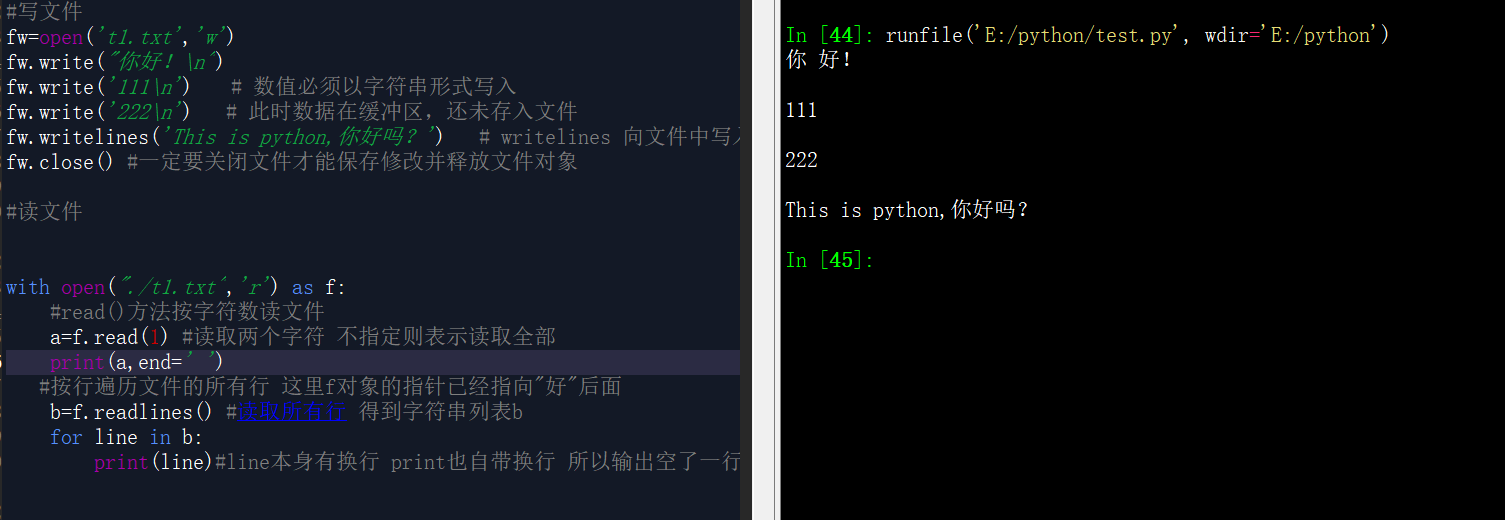 #写文件
fw=open('t1.txt','w')
fw.write("你好！\n")
fw.write('111\n')   # 数值必须以字符串形式写入
fw.write('222\n')   # 此时数据在缓冲区，还未存入文件
fw.writelines('This is python,你好吗？')   # writelines 向文件中写入
fw.close() #一定要关闭文件才能保存修改并释放文件对象
#读文件
with open("./t1.txt",'r') as f:
    #read()方法按字符数读文件
    a=f.read(1) #读取两个字符 不指定则表示读取全部
    print(a,end=' ')
   #按行遍历文件的所有行 这里f对象的指针已经指向"好"后面
    b=f.readlines() #读取所有行 得到字符串列表b
    for line in b:
        print(line)#line本身有换行 print也自带换行 所以输出空了一行
In [44]: runfile('E:/python/test.py', wdir='E:/python')
你 好！
111
222
This is python,你好吗？
In [45]: